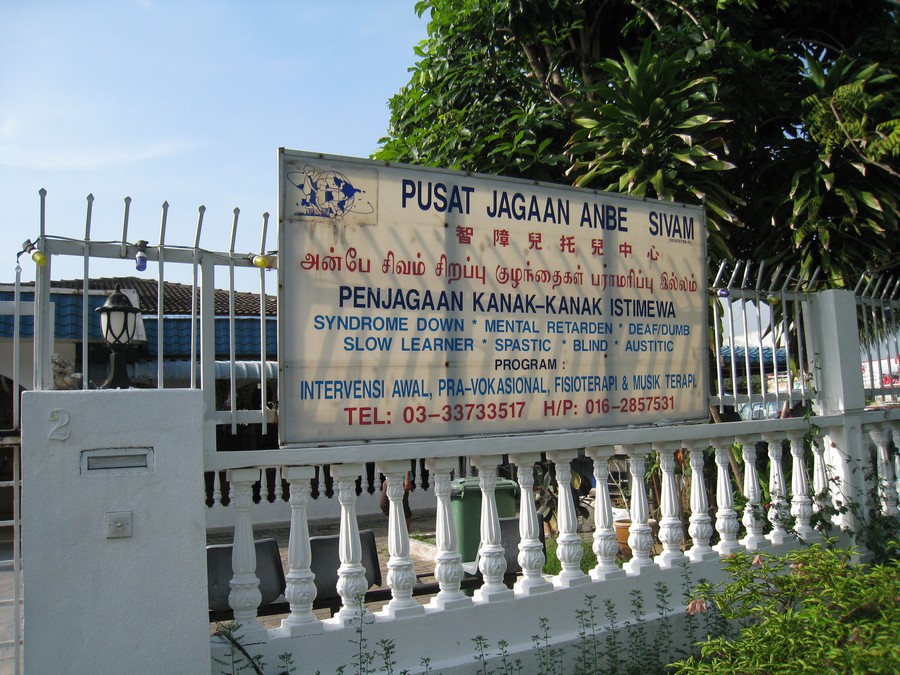 PUSAT JAGAAN ANBE SIVAM
智障兒托兒中心
அன்பே சிவம் சிறப்பு குழந்தைகள் பராமரிப்பு இல்லம்
PENJAGAAN KANAK-KANAK ISTIMEWA
SYNDROME DOWN * MENTAL RETARDEN * DEAF/DUMB
SLOW LEARNER * SPASTIC * BLIND * AUSTITIC
PROGRAM :
INTERVENSI AWAL, PRA-VOKASIONAL, FISIOTERAPI & MUSIK TERAPI
TEL: 03-33733517 H/P: 016-2857531
2